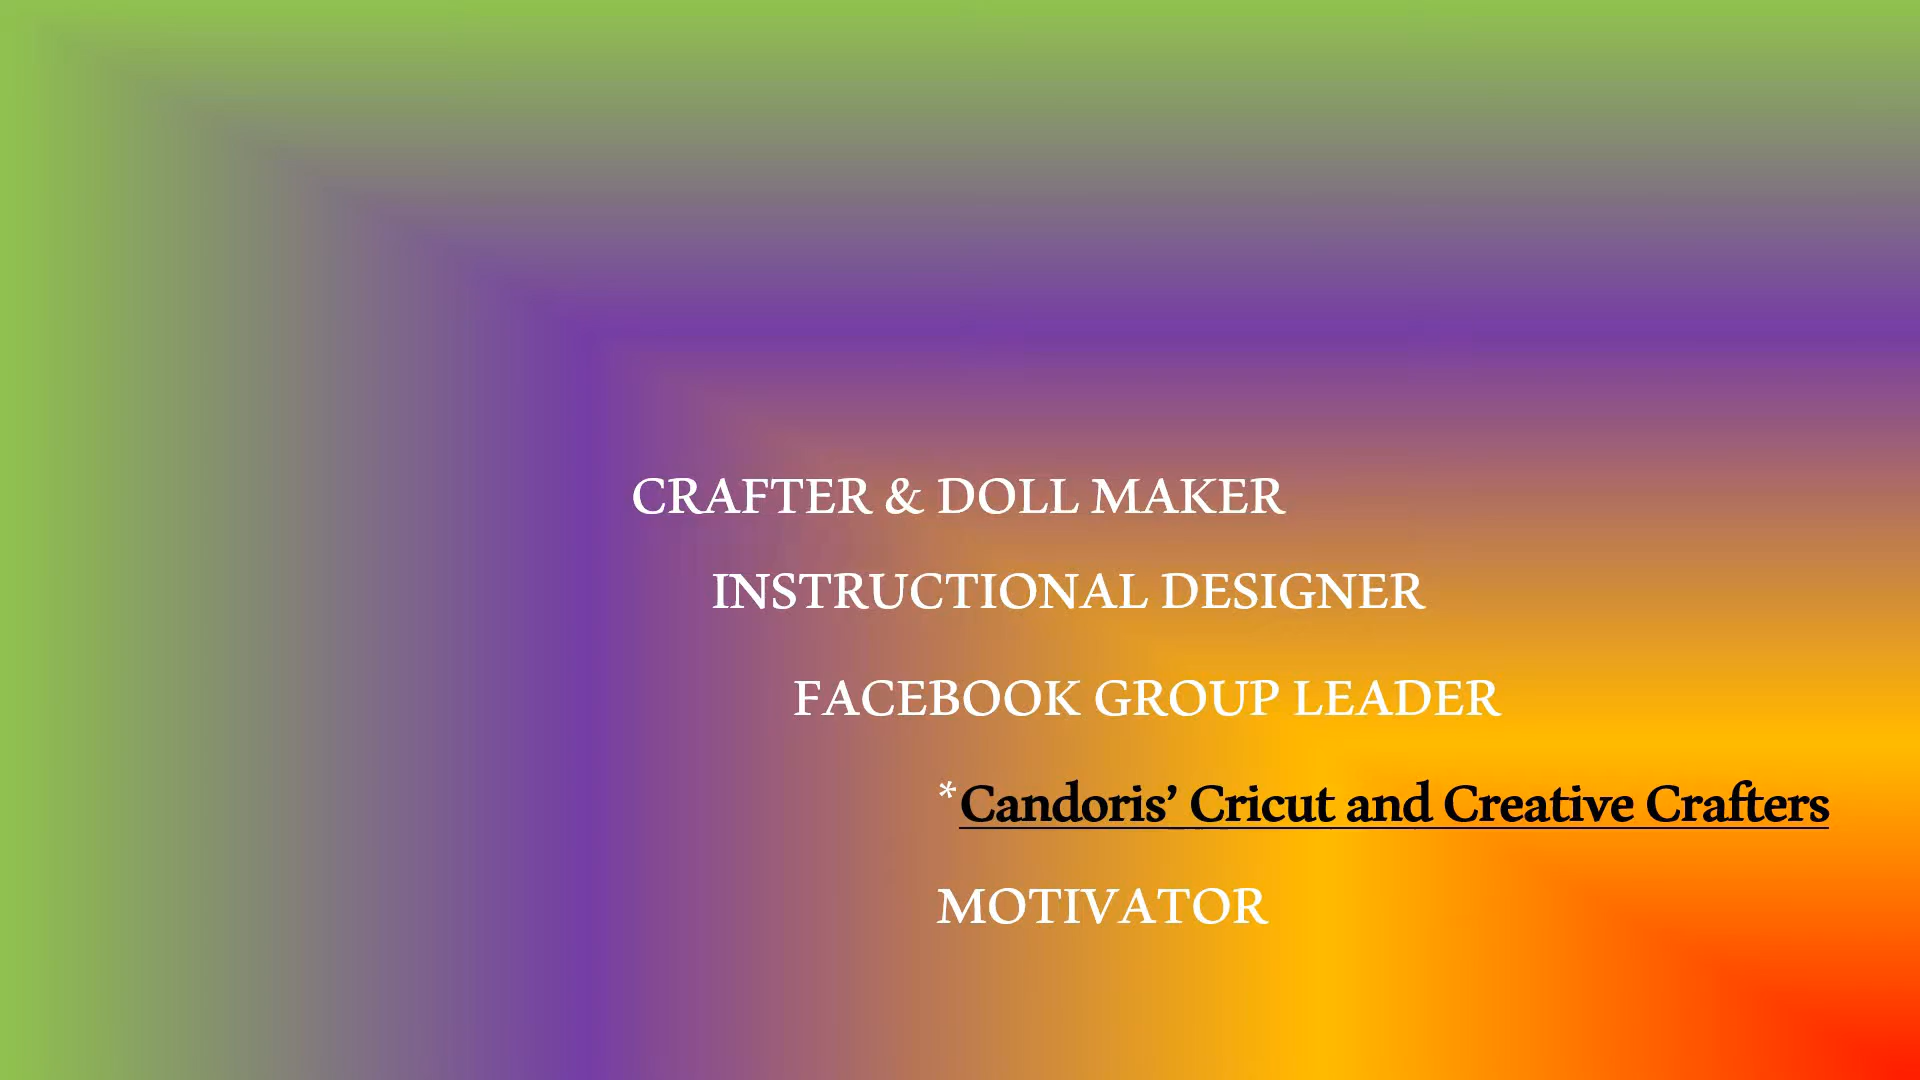 CRAFTER & DOLL MAKER
INSTRUCTIONAL DESIGNER
FACEBOOK GROUP LEADER
*Candoris’ Cricut and Creative Crafters
MOTIVATOR